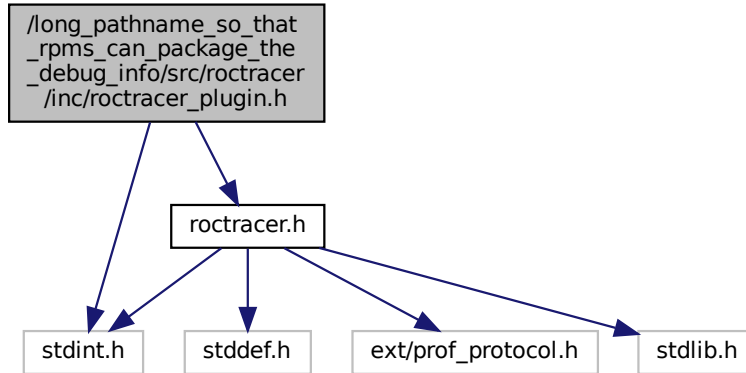 /long_pathname_so_that
_rpms_can_package_the
_debug_info/src/roctracer
/inc/roctracer_plugin.h
roctracer.h
stdint.h
stddef.h
ext/prof_protocol.h
stdlib.h